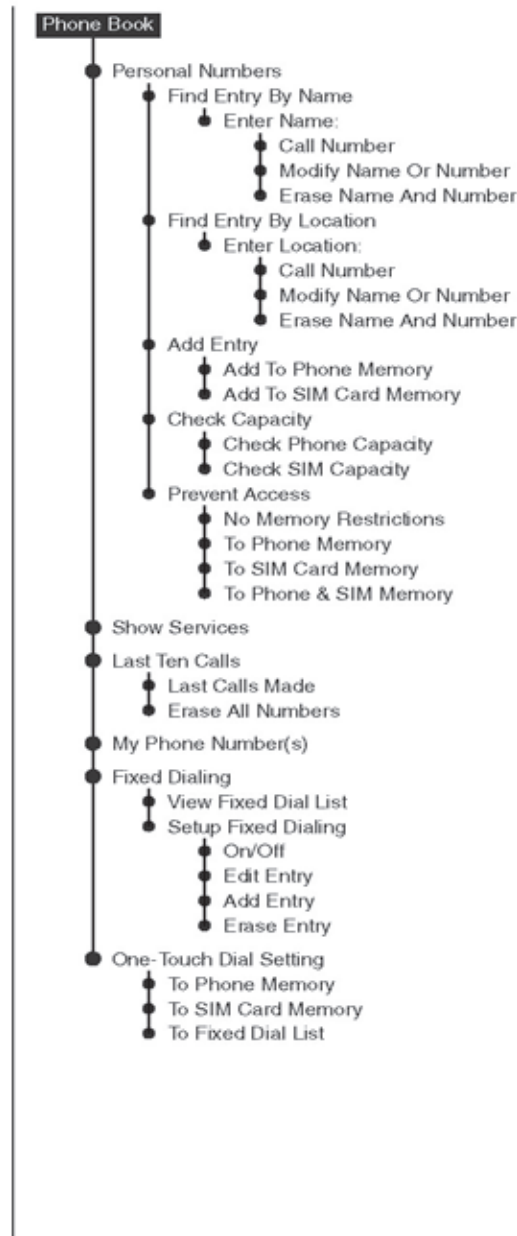 Phone Book
Personal Numbers
Find Entry By Name
Enter Name:
Call Number
Modify Name Or Number
Erase Name And Number
Find Entry By Location
Enter Location:
Call Number
Modify Name Or Number
Erase Name And Number
Add Entry
Add To Phone Memory
Add To SIM Card Memory
Check Capacity
Check Phone Capacity
Check SIM Capacity
Prevent Access
No Memory Restrictions
To Phone Memory
To SIM Card Memory
To Phone & SIM Memory
Show Services
Last Ten Calls
Last Calls Made
Erase All Numbers
My Phone Number(s)
Fixed Dialing
View Fixed Dial List
Setup Fixed Dialing
On/Off
Edit Entry
Add Entry
Erase Entry
One-Touch Dial Setting
To Phone Memory
To SIM Card Memory
To Fixed Dial List